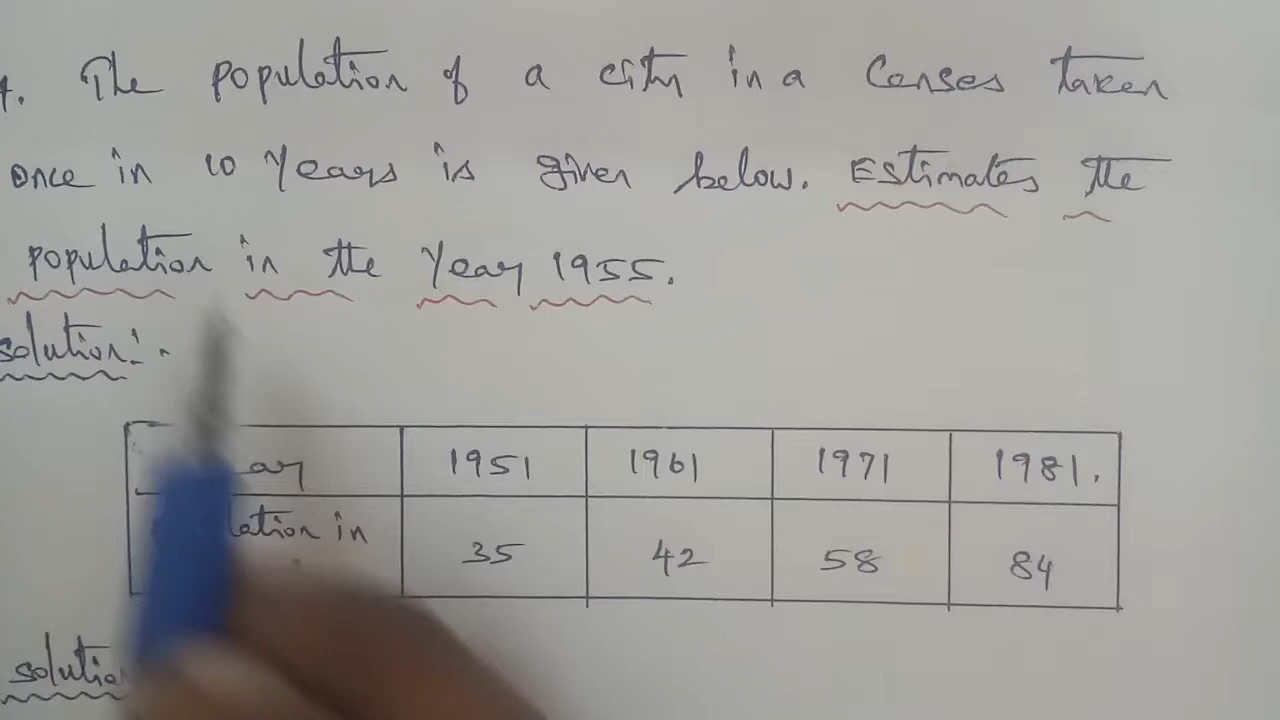 The population of a city in a Censes taken
once in 10 years is given below. Estimates the
population in the year 1955.
solution:-
1951 1961 1971 1981.
in
35 42 58 84